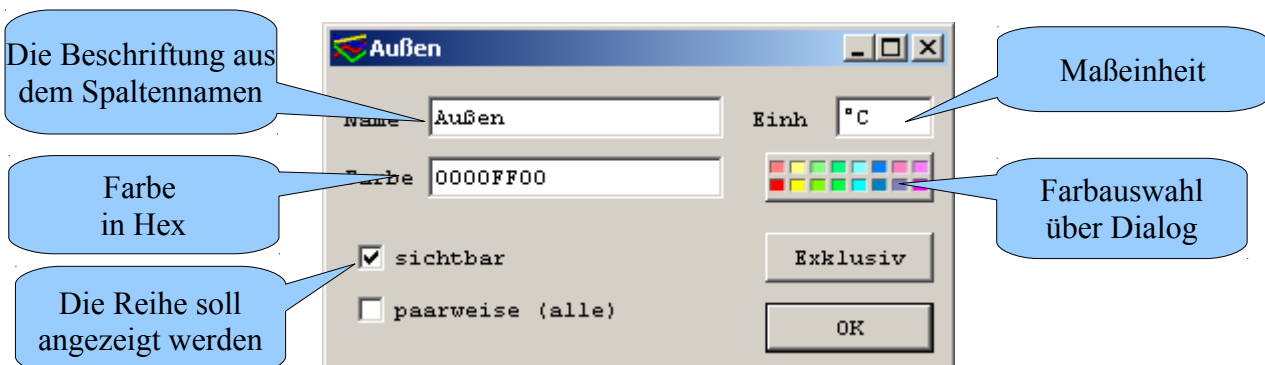 Die Beschriftung aus
dem Spaltennamen
Außen
Maßeinheit
Name
Außen
Einh
°C
Farbe
in Hex
Farbe
0000FF00
Farbauswahl
über Dialog
sichtbar
Exklusiv
Die Reihe soll
angezeigt werden
paarweise (alle)
OK